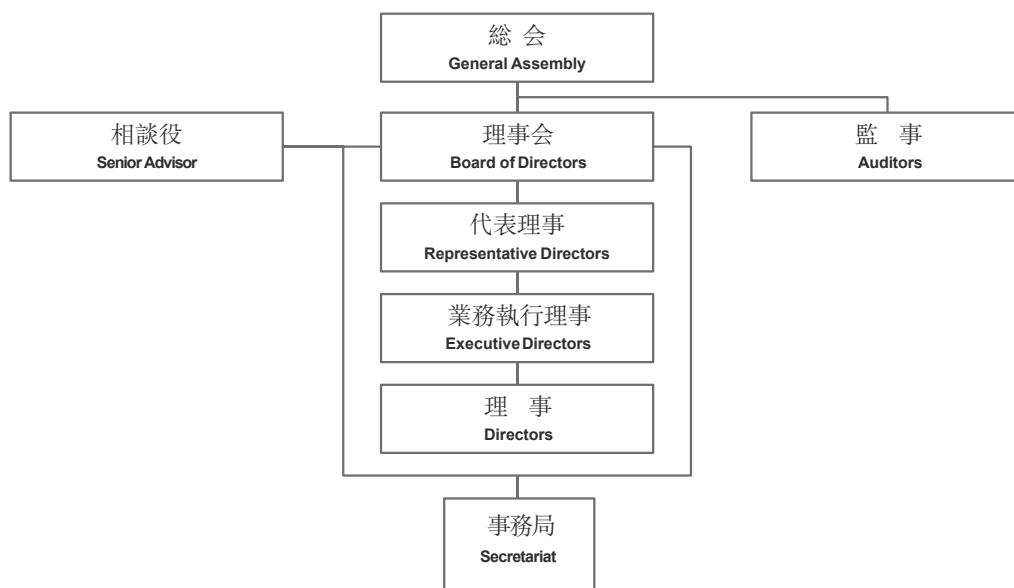 総 会
General Assembly
相談役
Senior Advisor
理事会
Board of Directors
監 事
Auditors
代表理事
Representative Directors
業務執行理事
Executive Directors
理 事
Directors
事務局
Secretariat